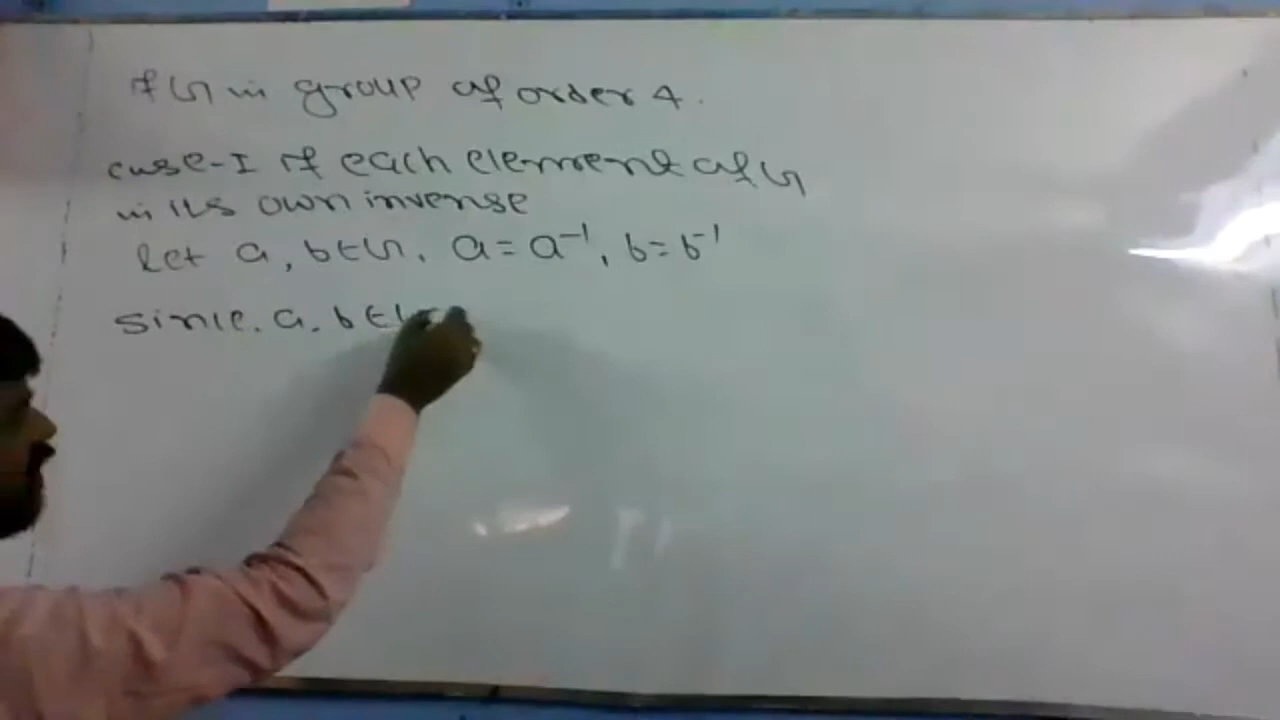 If G is group of order 4.
case-I If each element of G
is its own inverse
let a, b ∈ G. a = a⁻¹, b = b⁻¹
since. a. b ∈